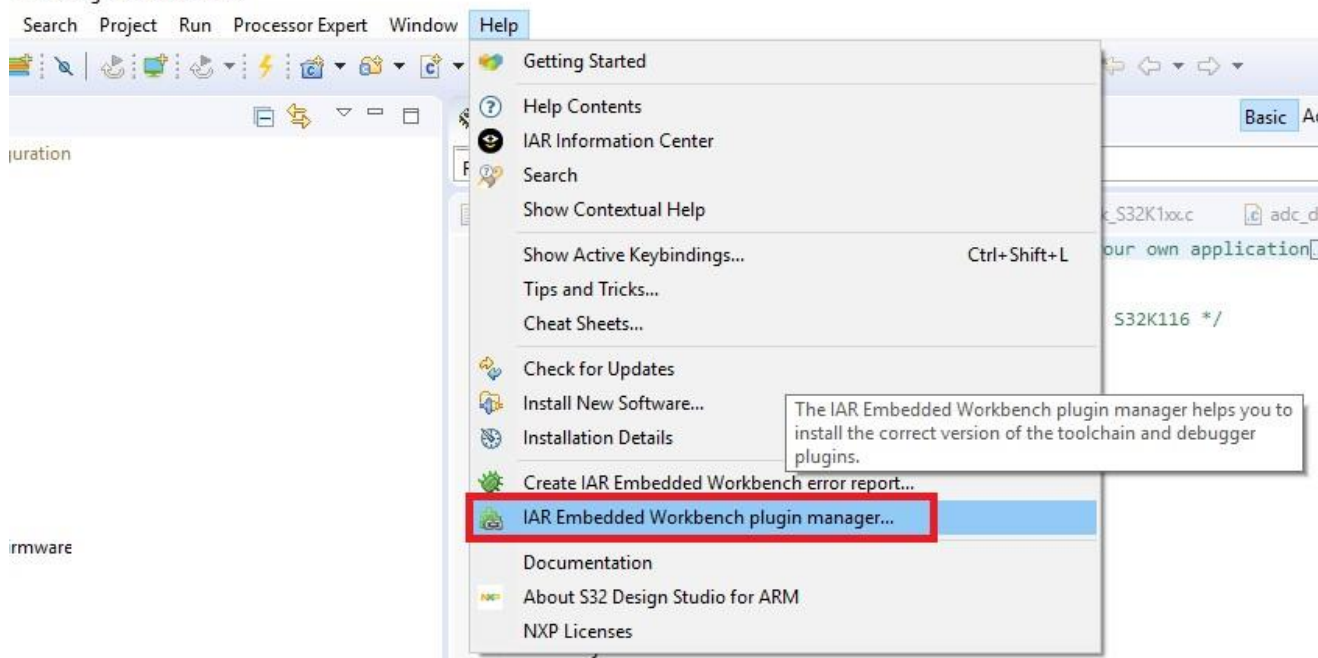 Search Project Run Processor Expert Window Help
Getting Started
Help Contents
Basic
IAR Information Center
uration
Search
Show Contextual Help
_S32K1xx.c
Show Active Keybindings... Ctrl+Shift+L
our own application
Tips and Tricks...
Cheat Sheets...
S32K116 */
Check for Updates
Install New Software...
Installation Details
The IAR Embedded Workbench plugin manager helps you to
install the correct version of the toolchain and debugger
plugins.
Create IAR Embedded Workbench error report...
IAR Embedded Workbench plugin manager...
rmware
Documentation
NXP About S32 Design Studio for ARM
NXP Licenses